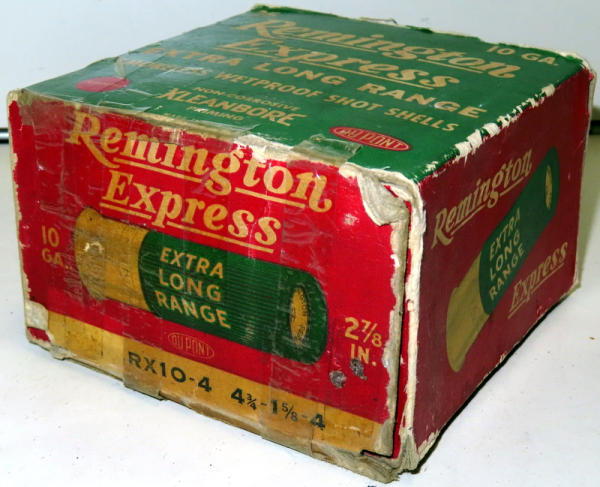 Remington
Express
10 GA.
EXTRA LONG RANGE
WETPROOF SHOT SHELLS
NON-CORROSIVE
KLEANBORE
PRIMING
DU PONT
Remington
Express
10
GA.
EXTRA
LONG
RANGE
2 7/8
IN.
DU PONT
RX10-4 4¾-1⅝-4
Remington
EXTRA
LONG
RANGE
Express